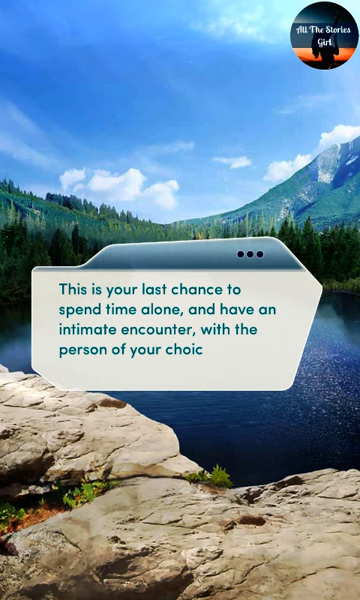 All The Stories
Girl
This is your last chance to
spend time alone, and have an
intimate encounter, with the
person of your choic